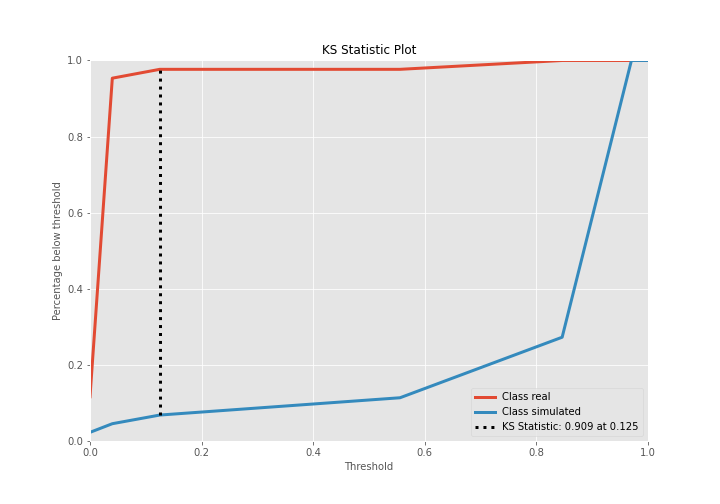 KS Statistic Plot
1.0
0.8
0.6
0.4
0.2
0.0
Percentage below threshold
0.0 0.2 0.4 0.6 0.8 1.0
Threshold
Class real
Class simulated
KS Statistic: 0.909 at 0.125